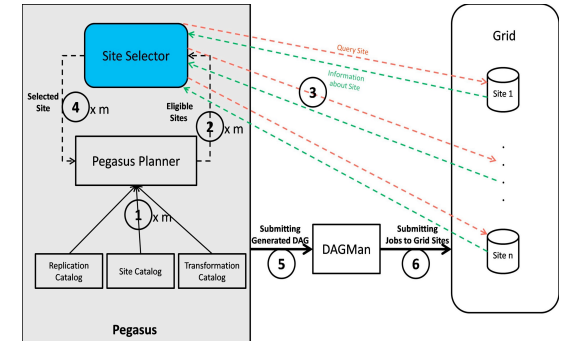 Site Selector
Grid
Query Site
Information
about Site
Site 1
Selected
Site
4 x m
Eligible
Sites
2 x m
3
.
.
.
.
Pegasus Planner
1 x m
Submitting
Generated DAG
5
DAGMan
Submitting
Jobs to Grid Sites
6
Site n
Replication
Catalog
Site Catalog
Transformation
Catalog
Pegasus